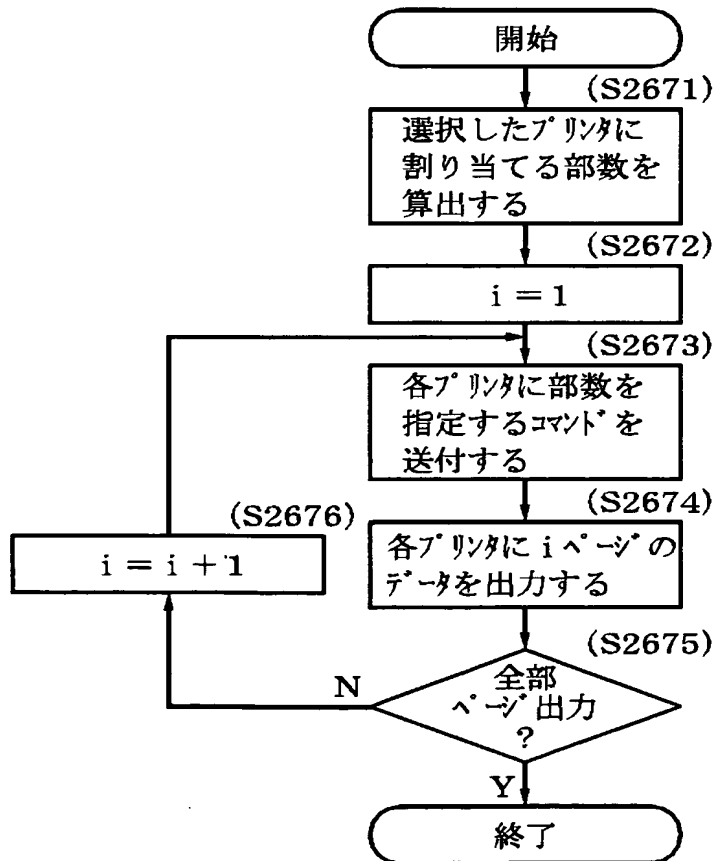 開始
(S2671)
選択したプリンタに
割り当てる部数を
算出する
(S2672)
i = 1
(S2673)
各プリンタに部数を
指定するコマンドを
送付する
(S2674)
各プリンタに i ページの
データを出力する
(S2676)
i = i + 1
(S2675)
全部
ページ出力
?
N
Y
終了